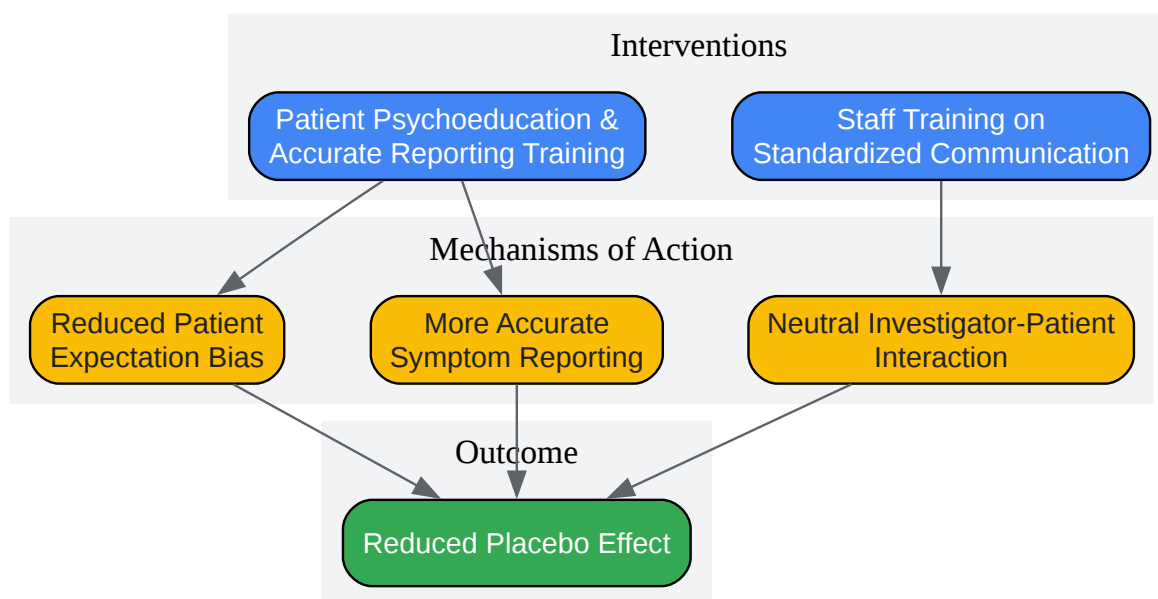 Interventions
Patient Psychoeducation &
Accurate Reporting Training
Staff Training on
Standardized Communication
Mechanisms of Action
Reduced Patient
Expectation Bias
More Accurate
Symptom Reporting
Neutral Investigator-Patient
Interaction
Outcome
Reduced Placebo Effect